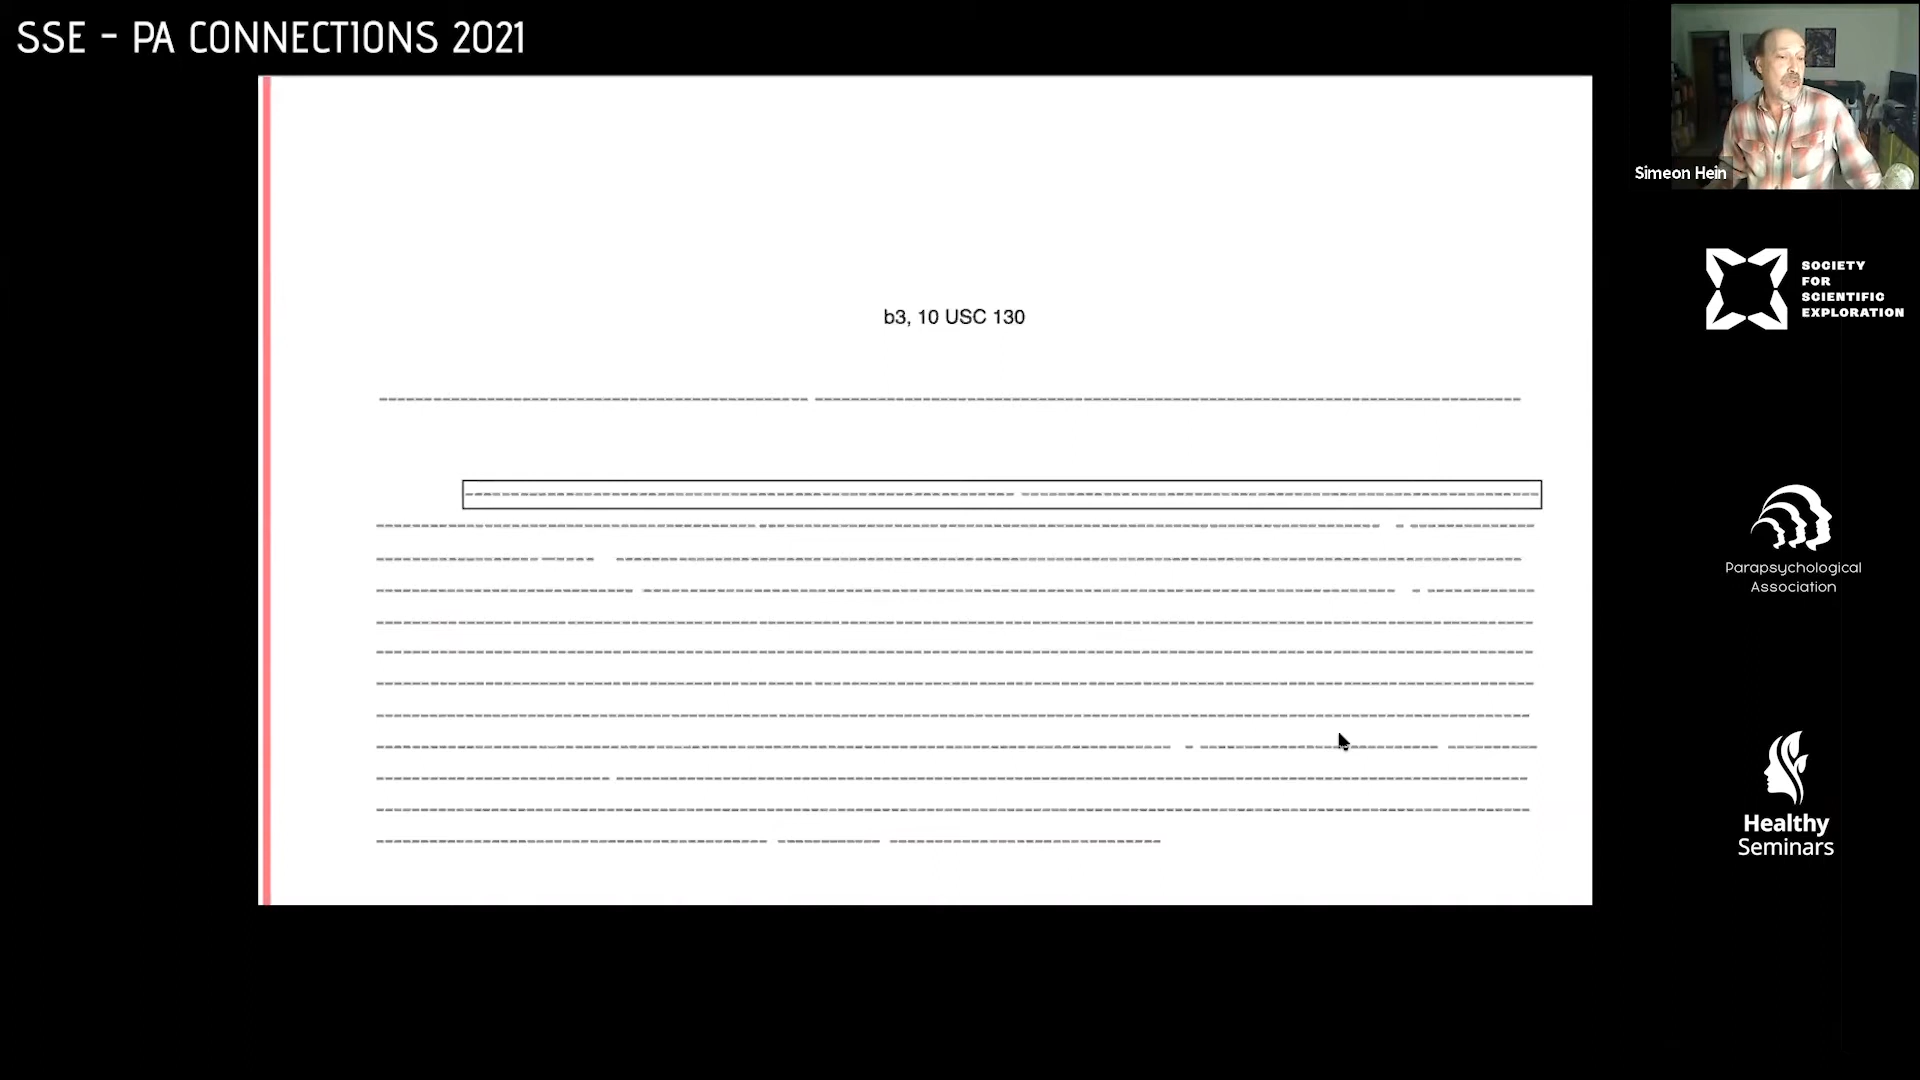 SSE - PA CONNECTIONS 2021
Simeon Hein
b3, 10 USC 130
SOCIETY
FOR
SCIENTIFIC
EXPLORATION
Parapsychological
Association
Healthy
Seminars